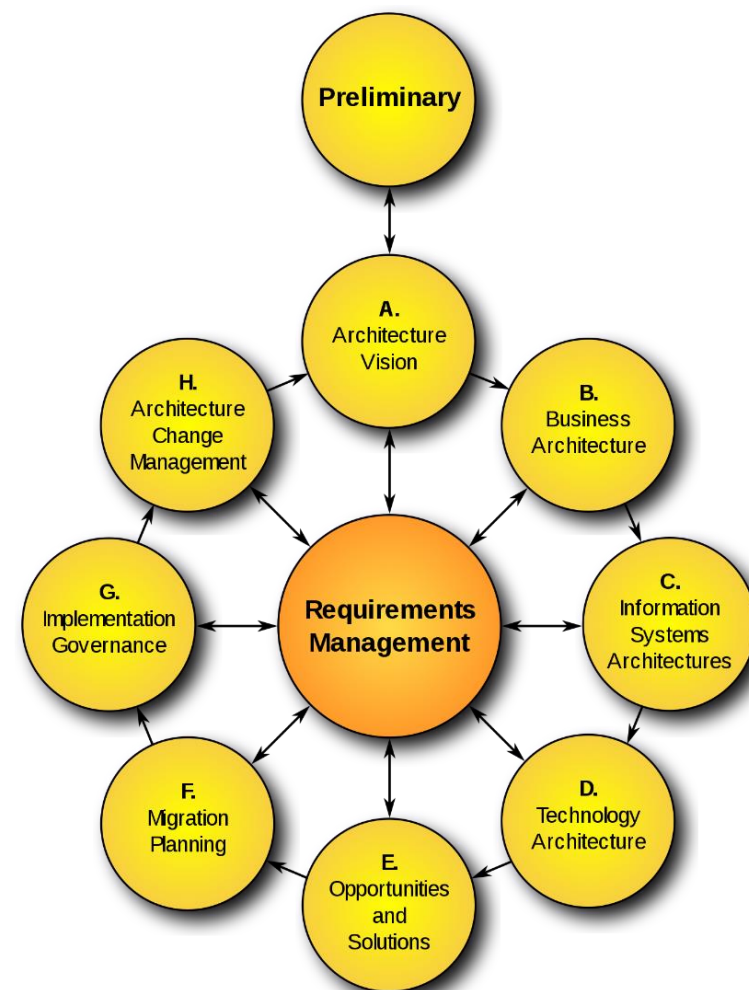 Preliminary
A.
Architecture
Vision
B.
Business
Architecture
C.
Information
Systems
Architectures
D.
Technology
Architecture
E.
Opportunities
and
Solutions
F.
Migration
Planning
G.
Implementation
Governance
H.
Architecture
Change
Management
Requirements
Management